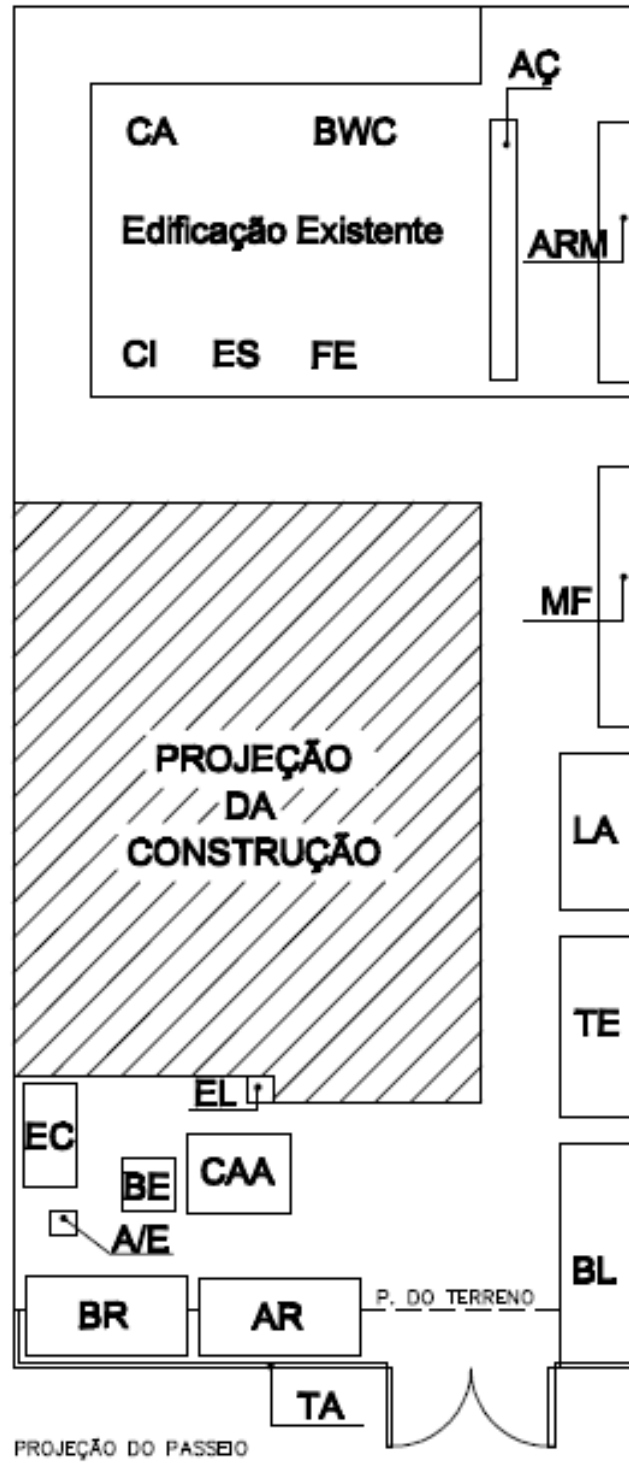 AÇ
CA BWC
Edificação Existente
ARM
CI ES FE
MF
PROJEÇÃO
DA
CONSTRUÇÃO
LA
TE
EL
EC
BE
CAA
A/E
BL
P. DO TERRENO
BR
AR
TA
PROJEÇÃO DO PASSEIO